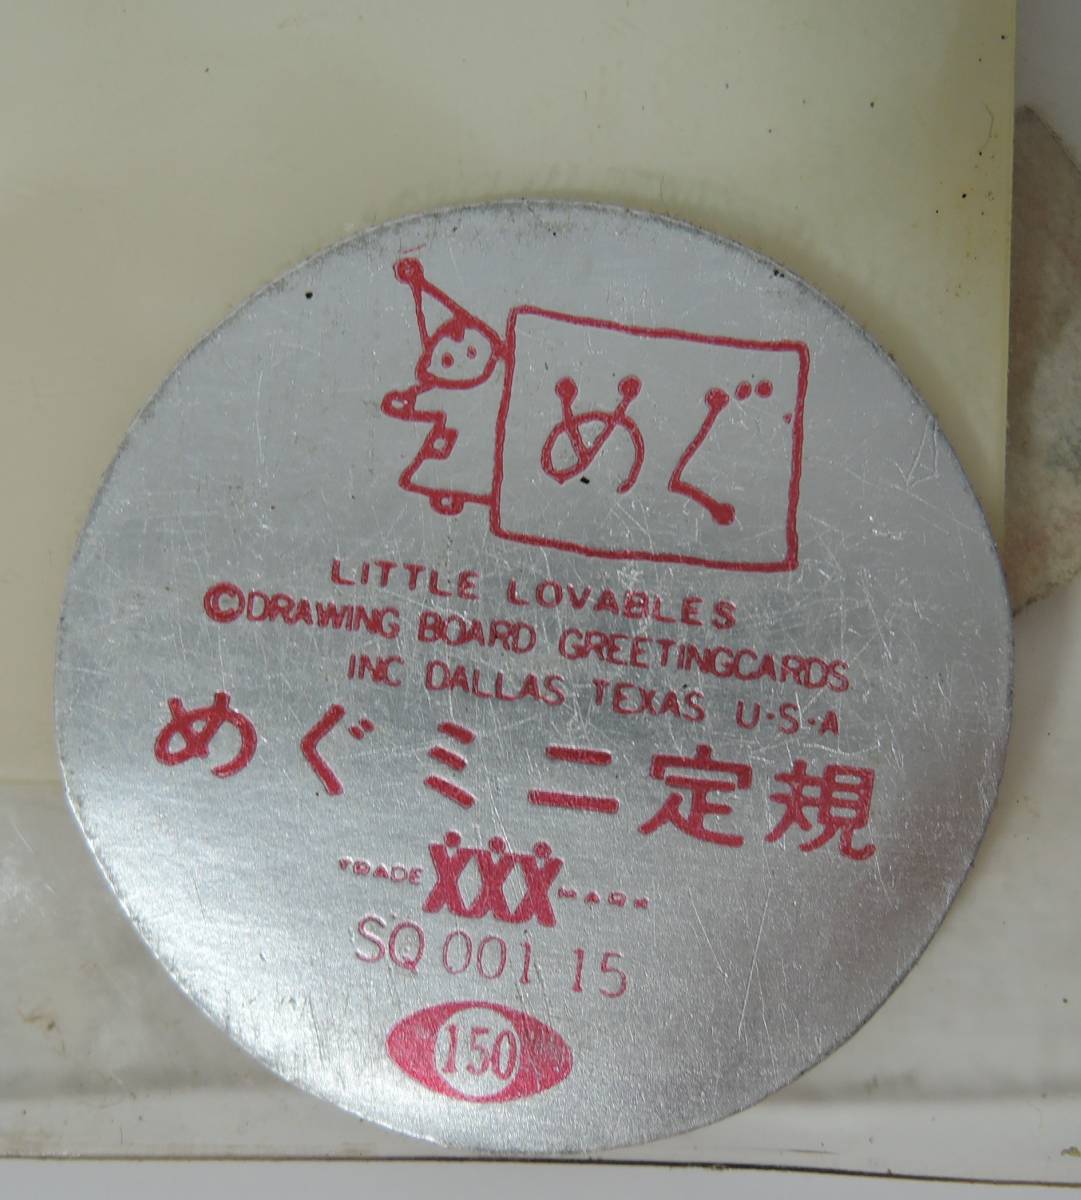 めぐ
LITTLE LOVABLES
©DRAWING BOARD GREETINGCARDS
INC DALLAS TEXAS U·S·A
めぐミニ定規
TRADE XXX MARK
SQ 001 15
150